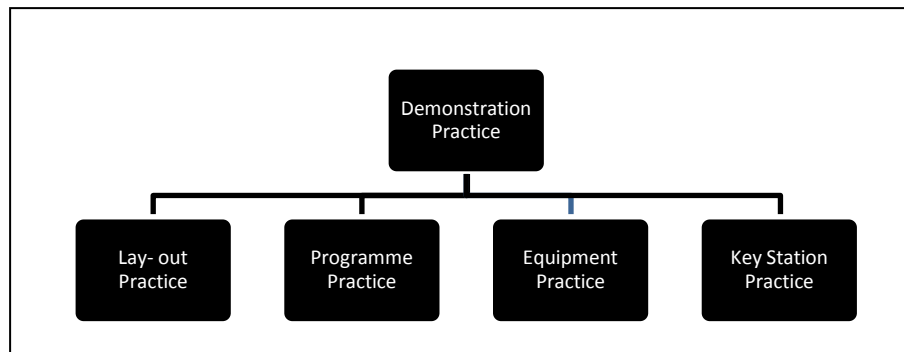 Demonstration
Practice
Lay- out
Practice
Programme
Practice
Equipment
Practice
Key Station
Practice